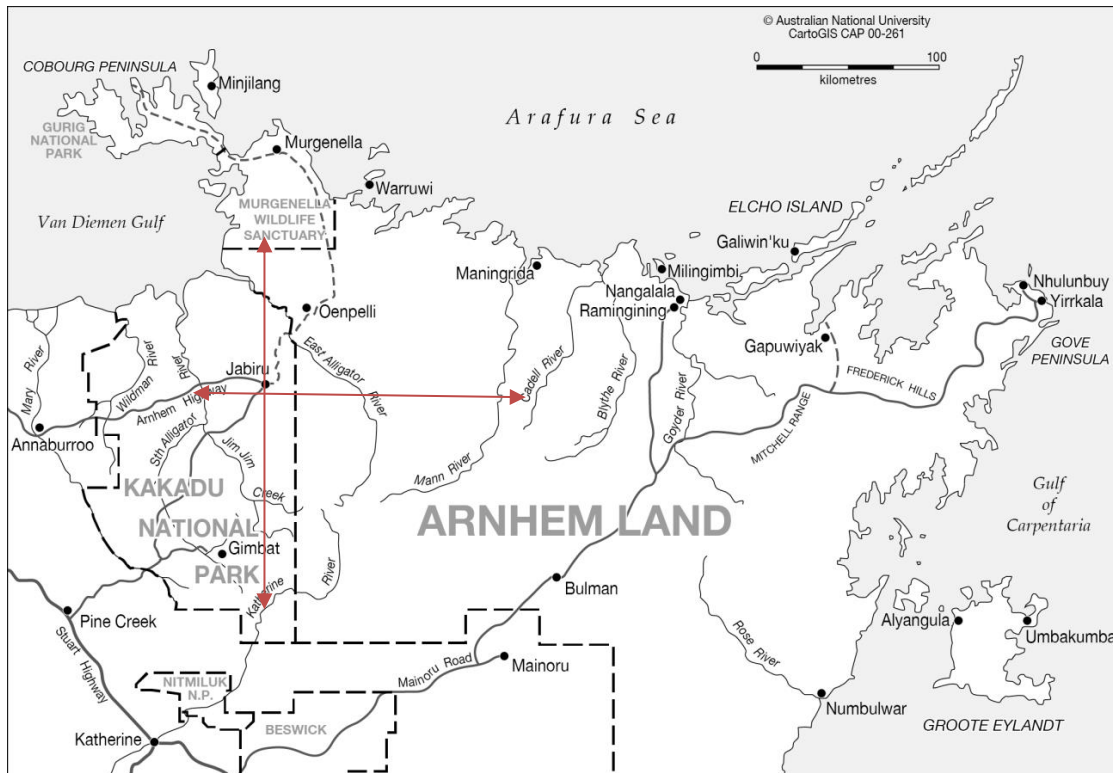 © Australian National University
CartoGIS CAP 00-261
0
100
kilometres
COBOURG PENINSULA
Minjilang
GURIG
NATIONAL
PARK
Arafura Sea
Murgenella
Warruwi
MURGENELLA
WILDLIFE
SANCTUARY
Van Diemen Gulf
ELCHO ISLAND
Galiwin'ku
Maningrida
Milingimbi
Nangalala
Ramingining
Nhulunbuy
Yirrkala
GOVE
PENINSULA
Oenpelli
East Alligator River
Gapuwiyak
FREDERICK HILLS
MITCHELL RANGE
Mary River
Wildman River
Sth Alligator River
Jabiru
Arnhem Highway
Annaburroo
Cadell River
Blythe River
Goyder River
Mann River
Jim Jim
Creek
KAKADU
NATIONAL
PARK
ARNHEM LAND
Gulf
of
Carpentaria
Gimbat
Katherine River
Bulman
Pine Creek
Stuart Highway
Alyangula
Umbakumba
Rose River
Mainoru Road
Mainoru
NITMILUK
N.P.
Numbulwar
BESWICK
Katherine
GROOTE EYLANDT